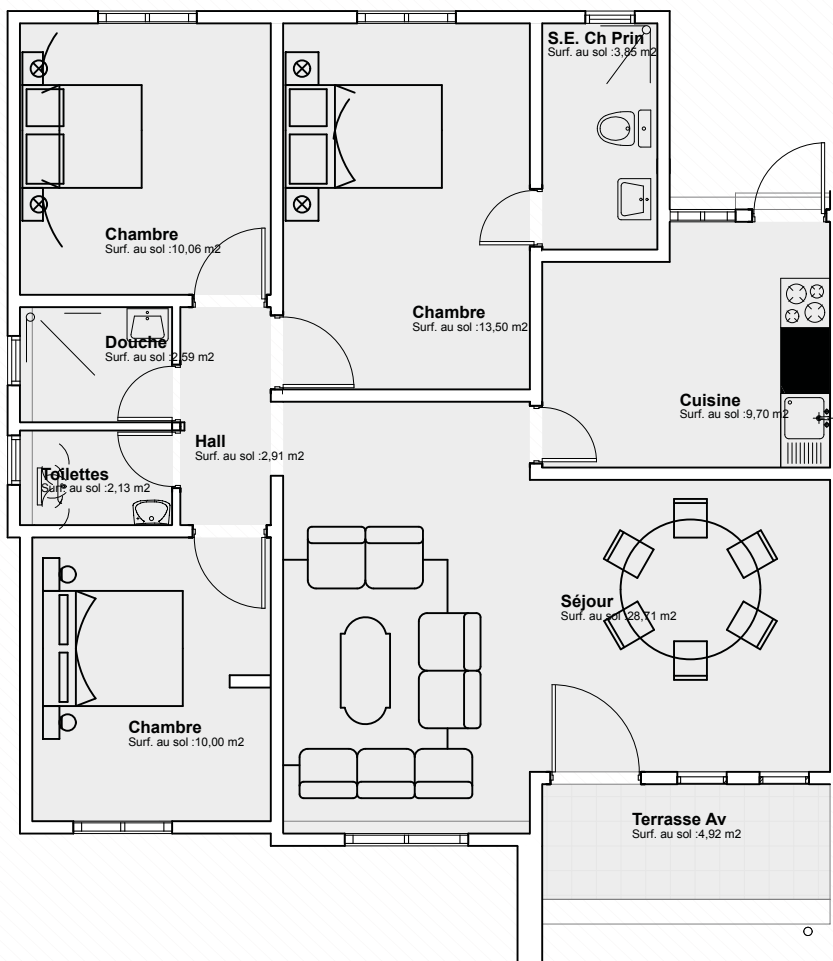 S.E. Ch Prin
Surf. au sol :3,85 m2
Chambre
Surf. au sol :10,06 m2
Chambre
Surf. au sol :13,50 m2
Douche
Surf. au sol :2,59 m2
Cuisine
Surf. au sol :9,70 m2
Hall
Surf. au sol :2,91 m2
Toilettes
Surf. au sol :2,13 m2
Séjour
Surf. au sol :28,71 m2
Chambre
Surf. au sol :10,00 m2
Terrasse Av
Surf. au sol :4,92 m2